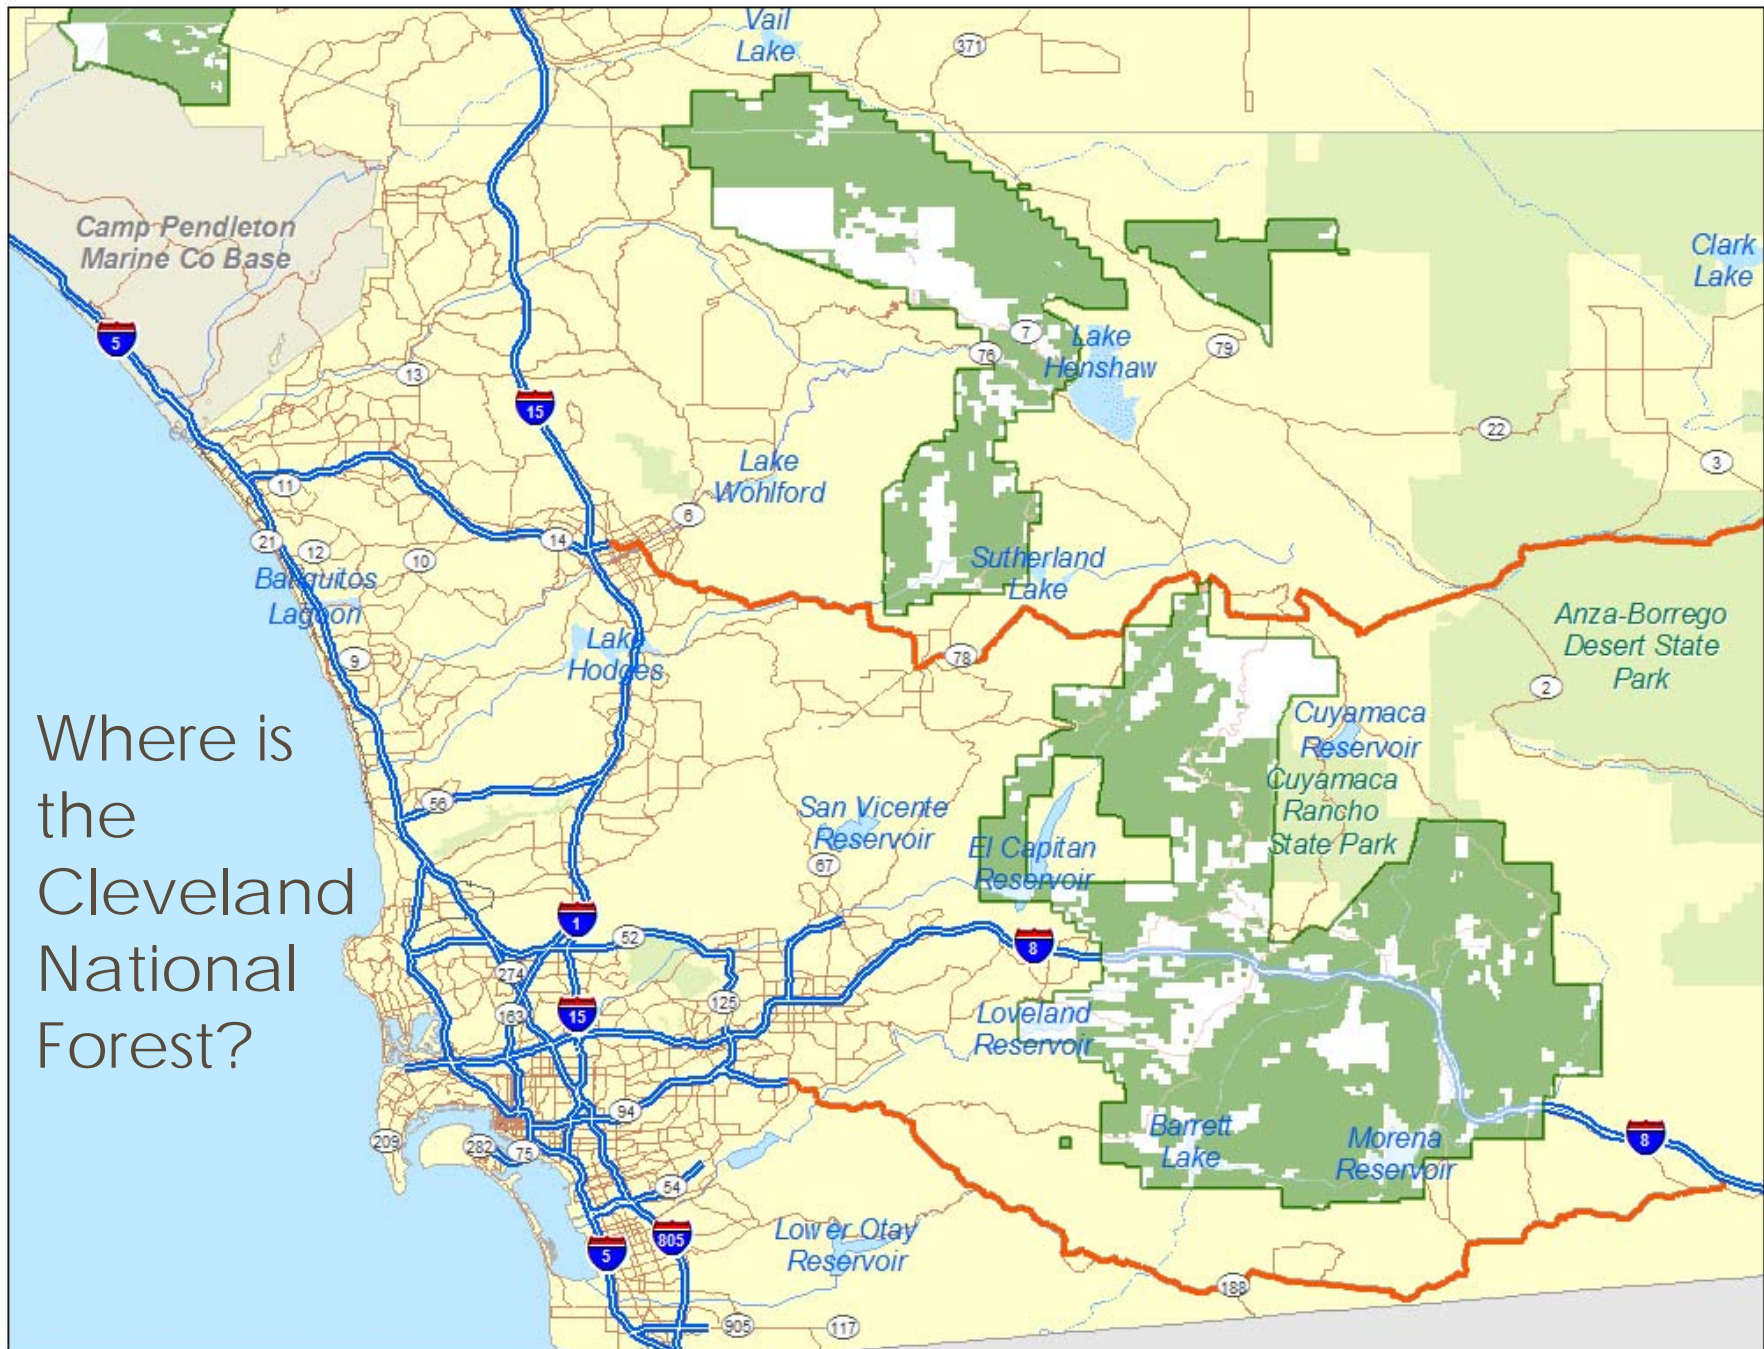 Vail
Lake
371
Camp Pendleton
Marine Co Base
Clark
Lake
5
7
Lake
Henshaw
76
79
13
15
22
3
Lake
Wohlford
11
6
21
12
14
10
Batiquitos
Lagoon
Sutherland
Lake
Anza-Borrego
Desert State
Park
Lake
Hodges
9
78
2
Where is
the
Cleveland
National
Forest?
Cuyamaca
Reservoir
Cuyamaca
Rancho
State Park
56
San Vicente
Reservoir
67
El Capitan
Reservoir
1
52
8
274
163
15
125
Loveland
Reservoir
94
209
282
75
Barrett
Lake
Morena
Reservoir
8
54
5
805
Lower Otay
Reservoir
188
905
117